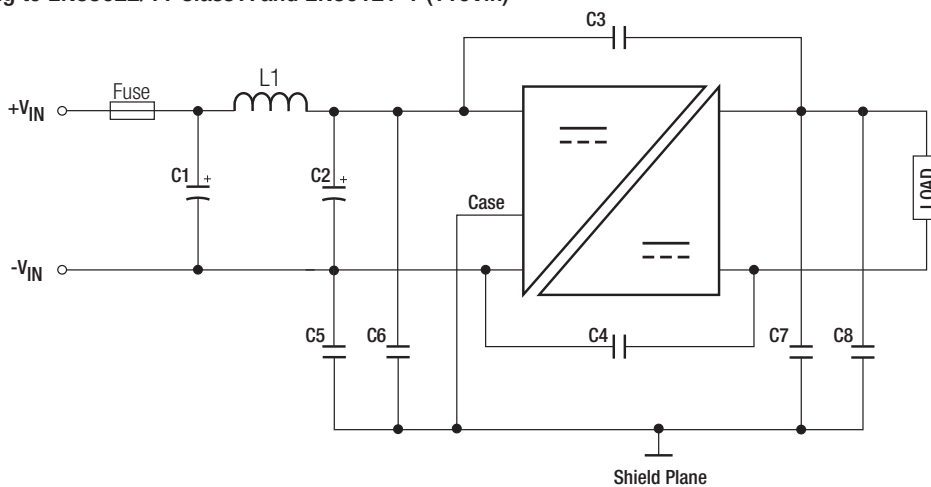 C3
Fuse
L1
+VIN
C1 +
C2 +
Case
LOAD
-VIN
C5
C6
C4
C7
C8
Shield Plane